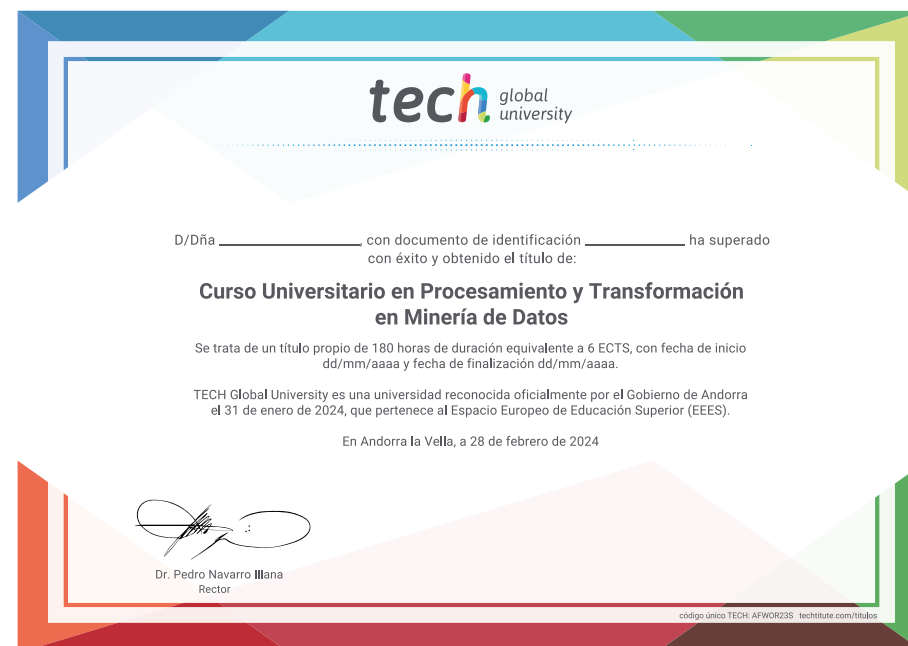 tech global university
D/Dña ____________________, con documento de identificación ______________ ha superado
con éxito y obtenido el título de:
Curso Universitario en Procesamiento y Transformación
en Minería de Datos
Se trata de un título propio de 180 horas de duración equivalente a 6 ECTS, con fecha de inicio
dd/mm/aaaa y fecha de finalización dd/mm/aaaa.
TECH Global University es una universidad reconocida oficialmente por el Gobierno de Andorra
el 31 de enero de 2024, que pertenece al Espacio Europeo de Educación Superior (EEES).
En Andorra la Vella, a 28 de febrero de 2024
Dr. Pedro Navarro Illana
Rector
código único TECH: AFWOR23S techtitute.com/titulos